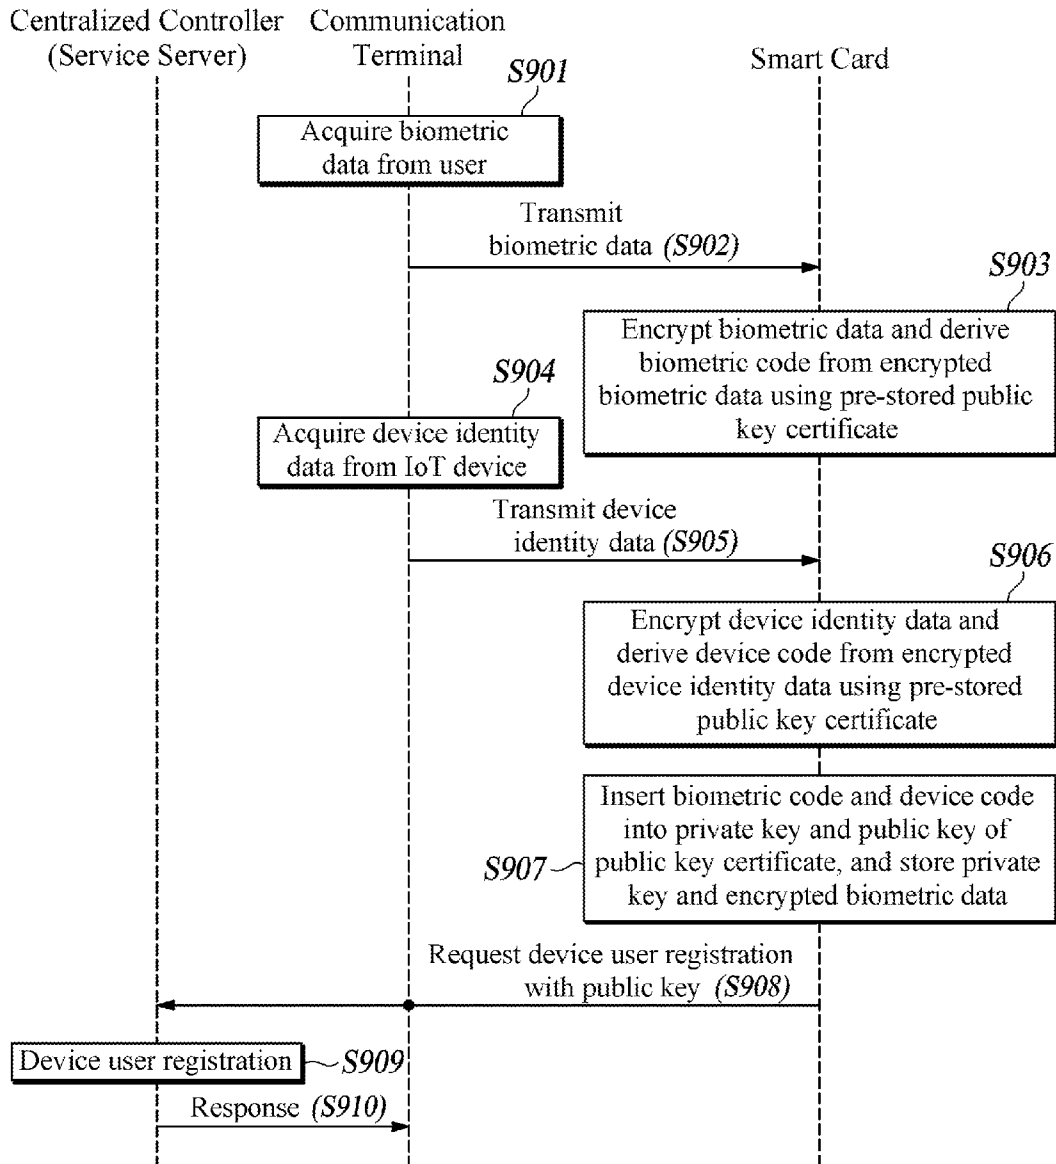 Centralized Controller
(Service Server)
Communication
Terminal
Smart Card
S901
Acquire biometric
data from user
Transmit
biometric data (S902)
S903
Encrypt biometric data and derive
biometric code from encrypted
biometric data using pre-stored public
key certificate
S904
Acquire device identity
data from IoT device
Transmit device
identity data (S905)
S906
Encrypt device identity data and
derive device code from encrypted
device identity data using pre-stored
public key certificate
Insert biometric code and device code
into private key and public key of
public key certificate, and store private
key and encrypted biometric data
S907
Request device user registration
with public key (S908)
Device user registration
S909
Response (S910)